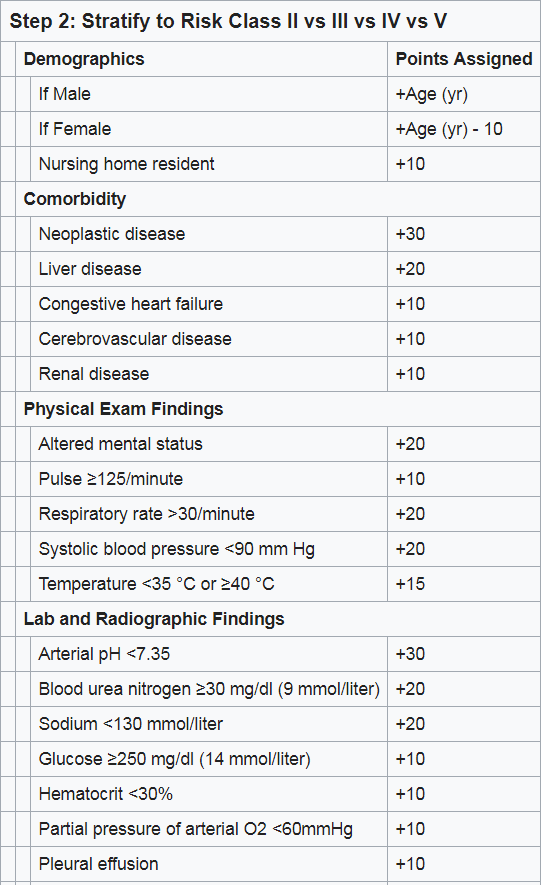 Step 2: Stratify to Risk Class II vs III vs IV vs V
Demographics Points Assigned
If Male +Age (yr)
If Female +Age (yr) - 10
Nursing home resident +10
Comorbidity
Neoplastic disease +30
Liver disease +20
Congestive heart failure +10
Cerebrovascular disease +10
Renal disease +10
Physical Exam Findings
Altered mental status +20
Pulse ≥125/minute +10
Respiratory rate >30/minute +20
Systolic blood pressure <90 mm Hg +20
Temperature <35 °C or ≥40 °C +15
Lab and Radiographic Findings
Arterial pH <7.35 +30
Blood urea nitrogen ≥30 mg/dl (9 mmol/liter) +20
Sodium <130 mmol/liter +20
Glucose ≥250 mg/dl (14 mmol/liter) +10
Hematocrit <30% +10
Partial pressure of arterial O2 <60mmHg +10
Pleural effusion +10